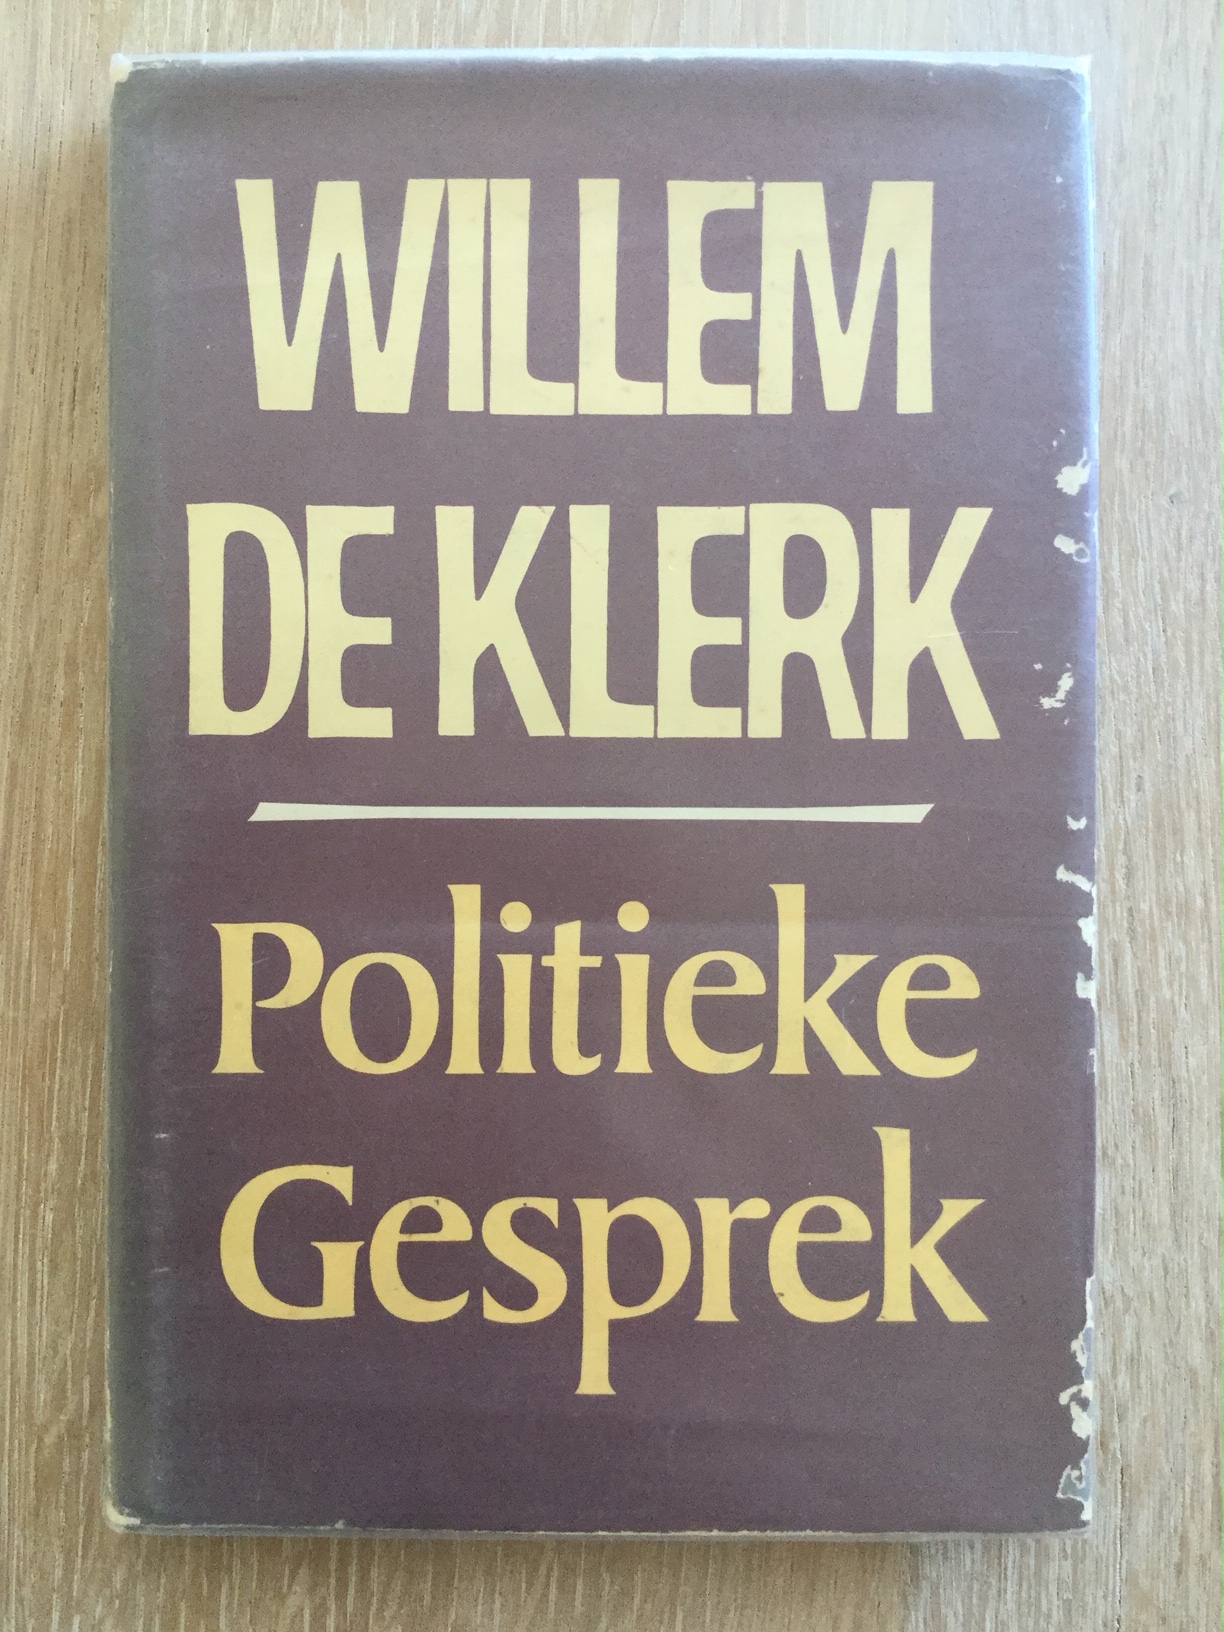 WILLEM
DE KLERK
Politieke
Gesprek